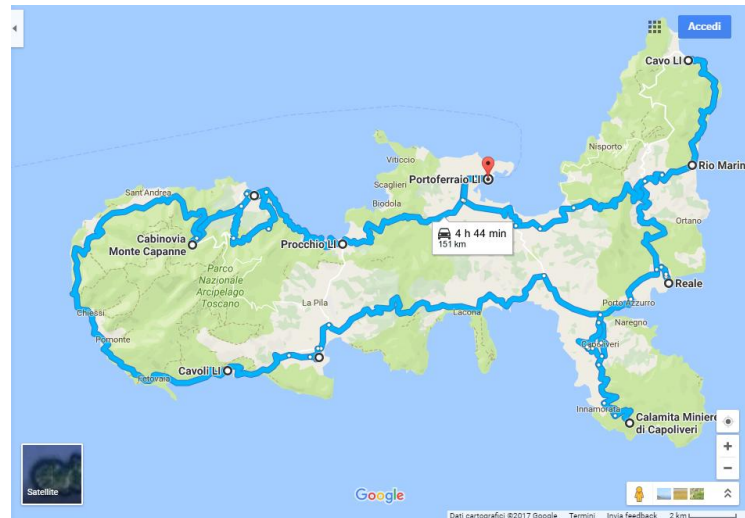 Accedi
Cavo LI
Nisporto
Viticcio
Portoferraio LI
Rio Marin
Scaglieri
Sant'Andrea
Biodola
Ortano
Cabinovia
Monte Capanne
Procchio LI
4 h 44 min
151 km
Parco
Nazionale
Arcipelago
Toscano
Reale
La Pila
Porto Azzurro
Chiessi
Lacona
Naregno
Pomonte
Capoliveri
Cavoli LI
Fetovaia
Innamorata
Calamita Miniere
di Capoliveri
Satellite
Google
Dati cartografici ©2017 Google
Termini
Invia feedback
2 km